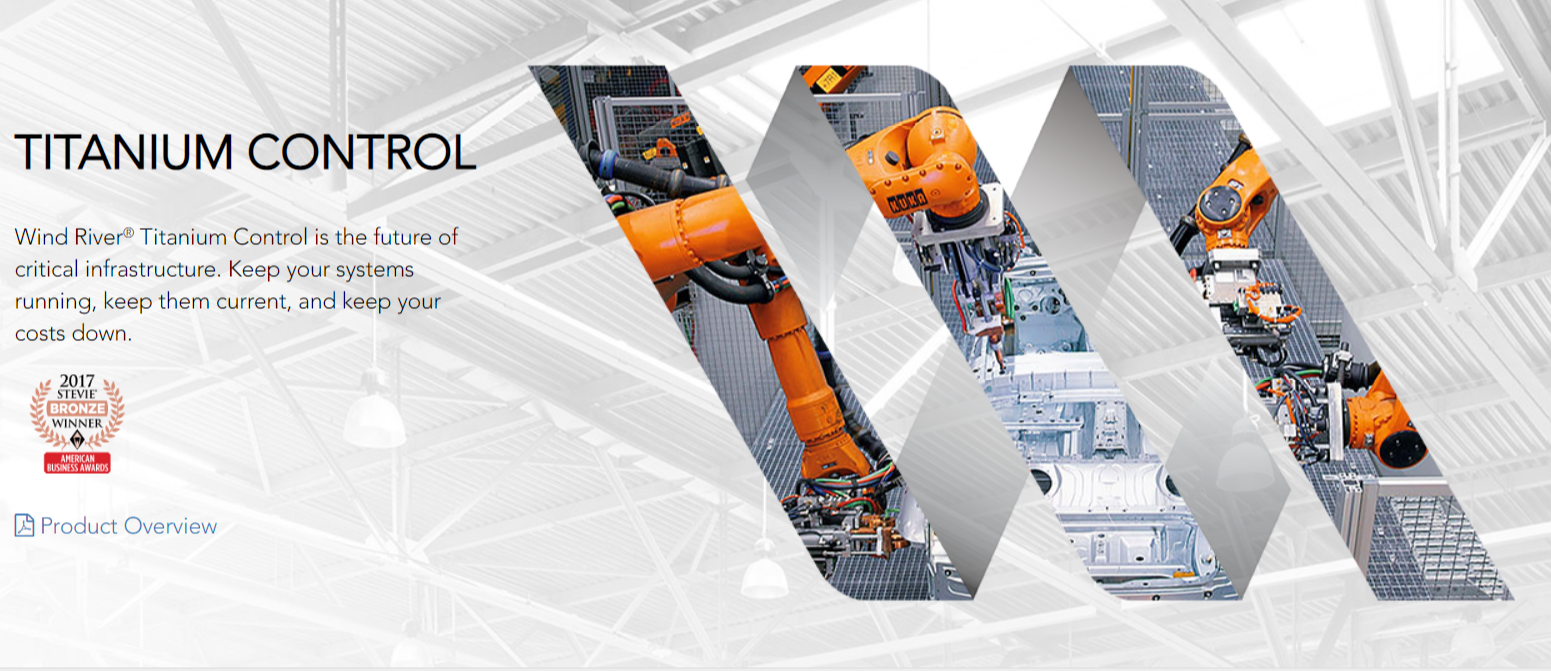 TITANIUM CONTROL
Wind River® Titanium Control is the future of
critical infrastructure. Keep your systems
running, keep them current, and keep your
costs down.
2017
STEVIE®
BRONZE
WINNER
AMERICAN
BUSINESS AWARDS
Product Overview
KUKA